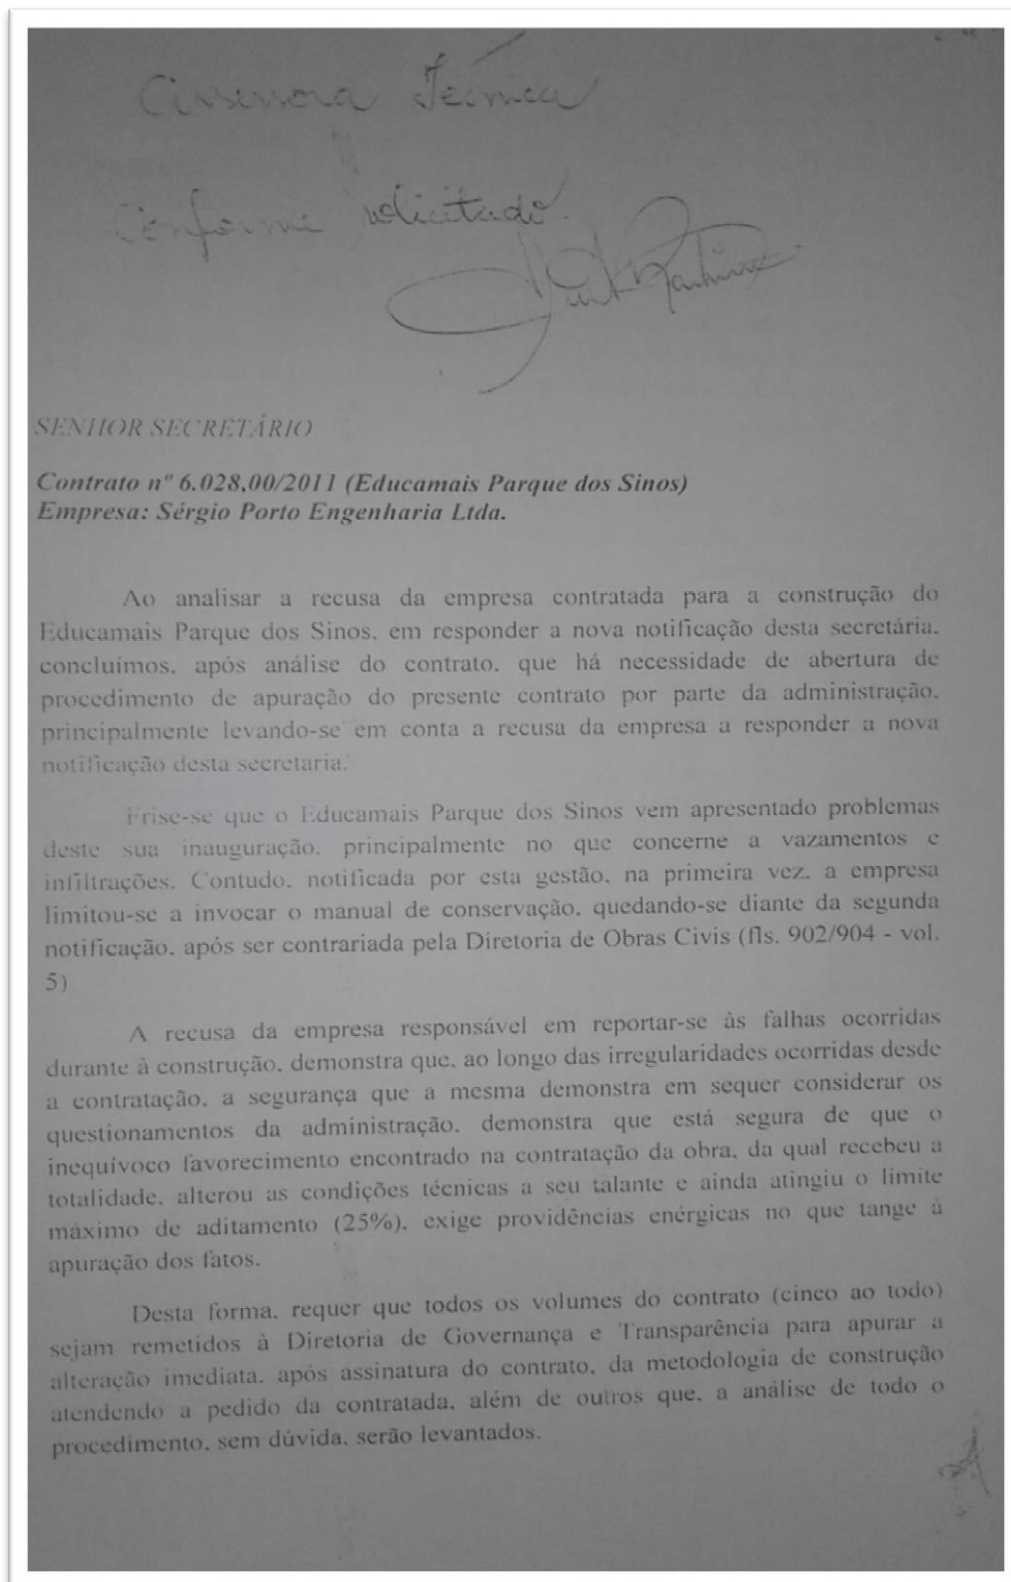 Assessoria Técnica
Conforme solicitado.
SENHOR SECRETÁRIO
Contrato nº 6.028,00/2011 (Educamais Parque dos Sinos)
Empresa: Sérgio Porto Engenharia Ltda.
Ao analisar a recusa da empresa contratada para a construção do
Educamais Parque dos Sinos, em responder a nova notificação desta secretária,
concluímos, após análise do contrato, que há necessidade de abertura de
procedimento de apuração do presente contrato por parte da administração,
principalmente levando-se em conta a recusa da empresa a responder a nova
notificação desta secretaria.
Frise-se que o Educamais Parque dos Sinos vem apresentado problemas
deste sua inauguração, principalmente no que concerne a vazamentos e
infiltrações. Contudo, notificada por esta gestão, na primeira vez, a empresa
limitou-se a invocar o manual de conservação, quedando-se diante da segunda
notificação, após ser contrariada pela Diretoria de Obras Civis (fls. 902/904 - vol.
5)
A recusa da empresa responsável em reportar-se às falhas ocorridas
durante à construção, demonstra que, ao longo das irregularidades ocorridas desde
a contratação, a segurança que a mesma demonstra em sequer considerar os
questionamentos da administração, demonstra que está segura de que o
inequívoco favorecimento encontrado na contratação da obra, da qual recebeu a
totalidade, alterou as condições técnicas a seu talante e ainda atingiu o limite
máximo de aditamento (25%), exige providências enérgicas no que tange à
apuração dos fatos.
Desta forma, requer que todos os volumes do contrato (cinco ao todo)
sejam remetidos à Diretoria de Governança e Transparência para apurar a
alteração imediata, após assinatura do contrato, da metodologia de construção
atendendo a pedido da contratada, além de outros que, a análise de todo o
procedimento, sem dúvida, serão levantados.